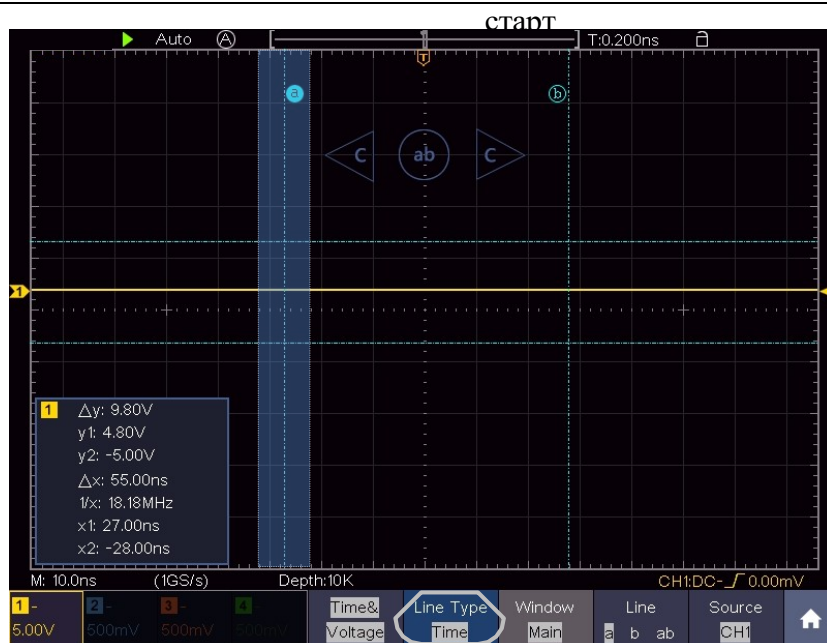 старт
Auto A T T:0.200ns
a b
C ab C
1
1 △y: 9.80V
y1: 4.80V
y2: -5.00V
△x: 55.00ns
1/x: 18.18MHz
x1: 27.00ns
x2: -28.00ns
M: 10.0ns (1GS/s) Depth:10K CH1:DC- 0.00mV
1 - 2 - 3 - 4 - Time& Line Type Window Line Source
5.00V 500mV 500mV 500mV Voltage Time Main a b ab CH1